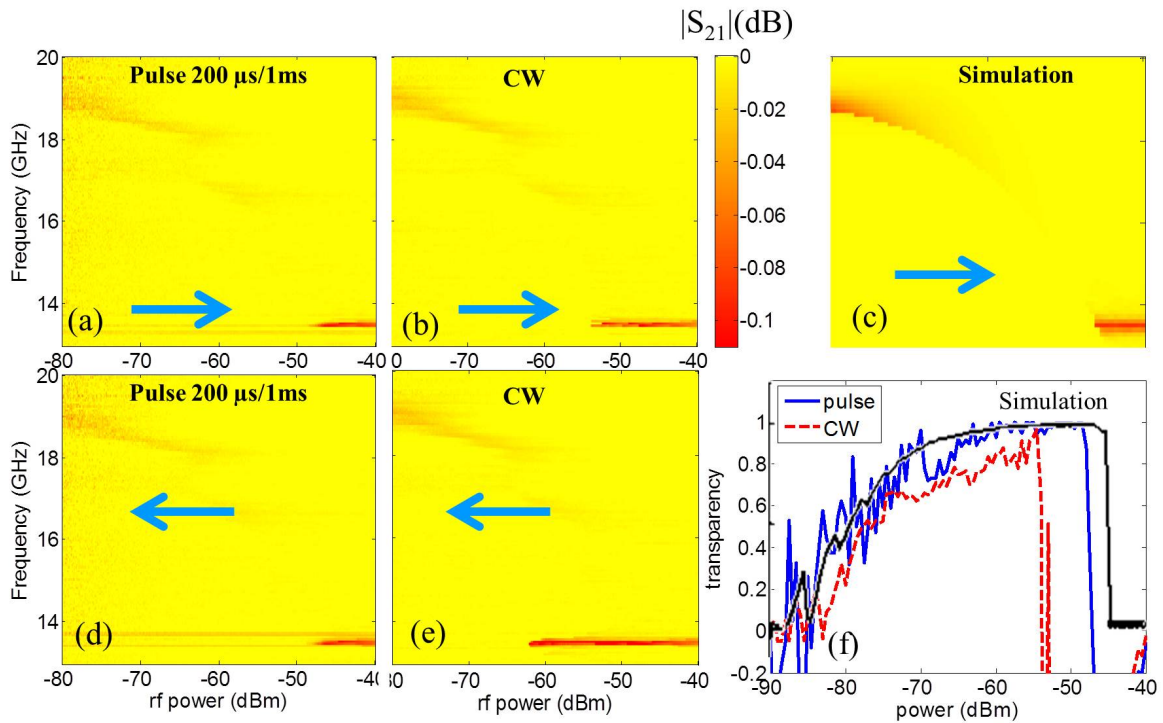 |S21|(dB)
Pulse 200 μs/1ms
CW
Simulation
20
18
16
14
Frequency (GHz)
0
-0.02
-0.04
-0.06
-0.08
-0.1
(a)
(b)
(c)
-80 -70 -60 -50 -40
0 -70 -60 -50 -40
Pulse 200 μs/1ms
CW
20
18
16
14
Frequency (GHz)
(d)
(e)
-80 -70 -60 -50 -40
80 -70 -60 -50 -40
rf power (dBm)
rf power (dBm)
pulse
CW
Simulation
1
0.8
0.6
0.4
0.2
0
-0.2
transparency
(f)
-90 -80 -70 -60 -50 -40
power (dBm)